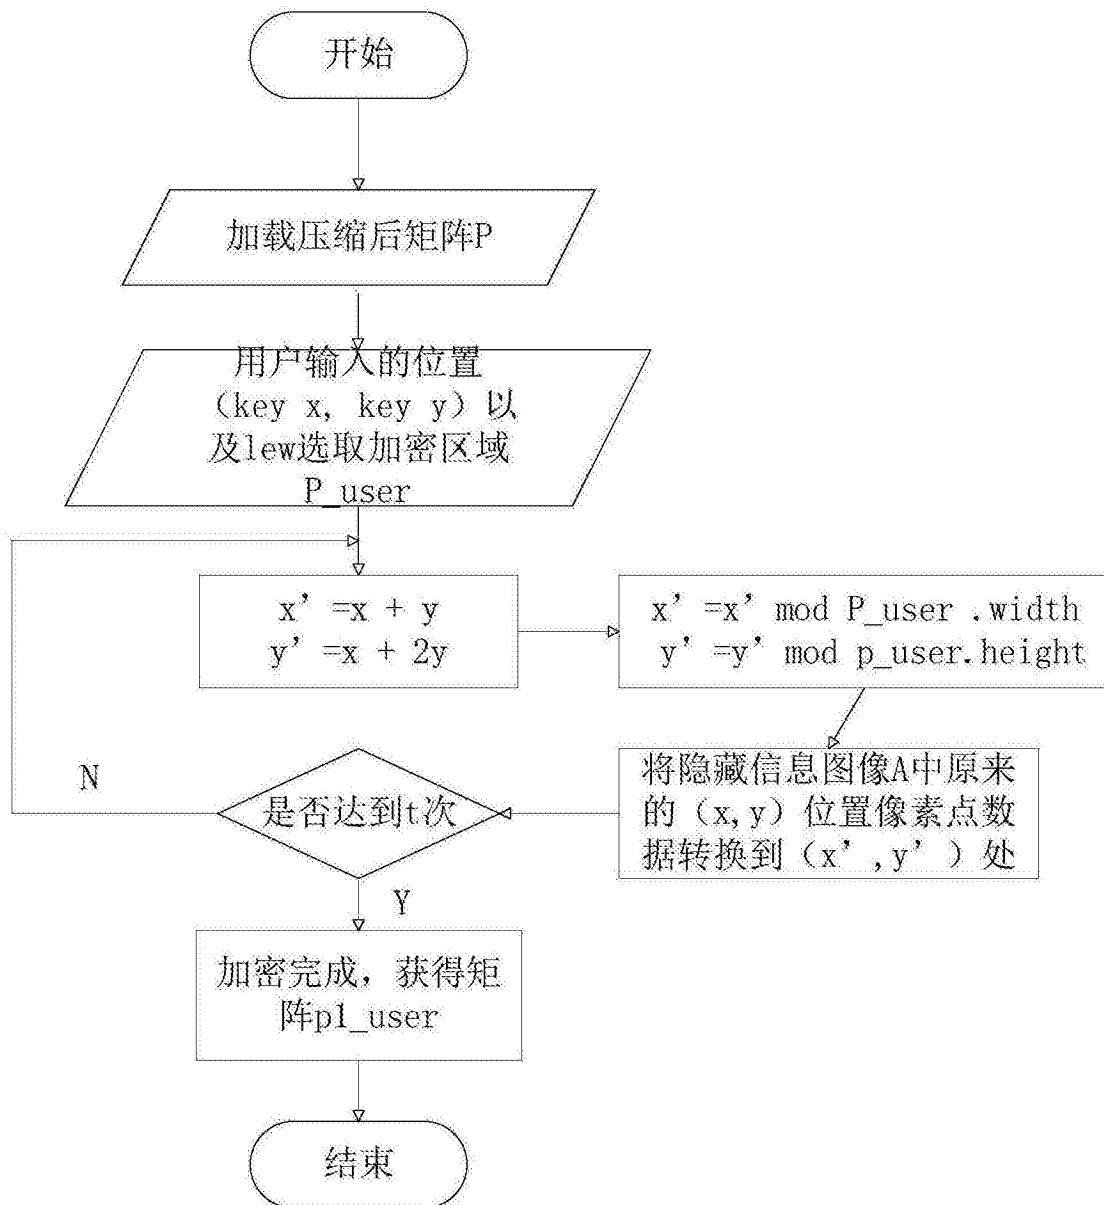 开始
加载压缩后矩阵P
用户输入的位置
（key x, key y）以
及lew选取加密区域
P_user
x’ =x + y
y’ =x + 2y
x’ =x’ mod P_user .width
y’ =y’ mod p_user.height
将隐藏信息图像A中原来
的（x,y）位置像素点数
据转换到（x’ ,y’ ）处
是否达到t次
N
Y
加密完成，获得矩
阵p1_user
结束